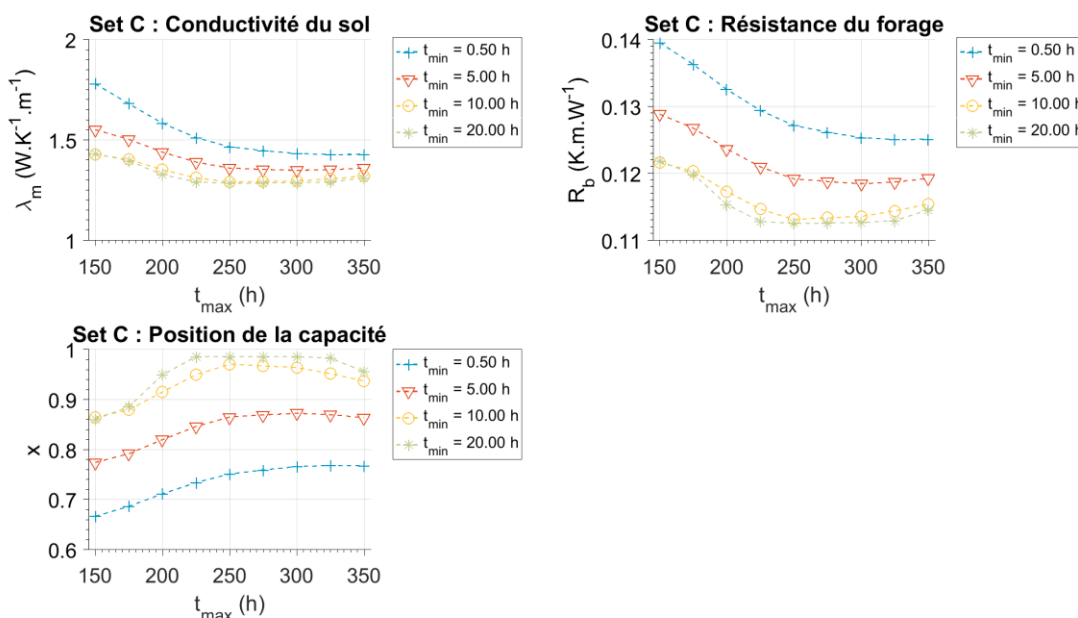 Set C : Conductivité du sol
2
1.5
1
λm (W.K-1.m-1)
150 200 250 300 350
tmax (h)
tmin = 0.50 h
tmin = 5.00 h
tmin = 10.00 h
tmin = 20.00 h
Set C : Résistance du forage
0.14
0.13
0.12
0.11
Rb (K.m.W-1)
150 200 250 300 350
tmax (h)
tmin = 0.50 h
tmin = 5.00 h
tmin = 10.00 h
tmin = 20.00 h
Set C : Position de la capacité
1
0.9
0.8
0.7
0.6
x
150 200 250 300 350
tmax (h)
tmin = 0.50 h
tmin = 5.00 h
tmin = 10.00 h
tmin = 20.00 h